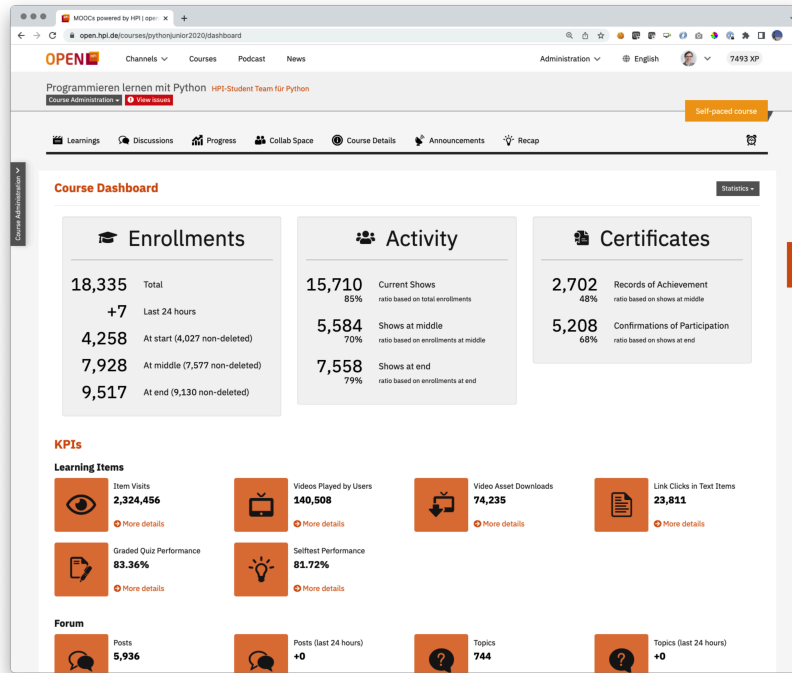 MOOCs powered by HPI | open
open.hpi.de/courses/pythonjunior2020/dashboard
OPEN Channels Courses Podcast News Administration English 7493 XP
Programmieren lernen mit Python HPI-Student Team für Python
Course Administration View issues
Self-paced course
Learnings Discussions Progress Collab Space Course Details Announcements Recap
Course Administration
Course Dashboard Statistics
Enrollments
18,335 Total
+7 Last 24 hours
4,258 At start (4,027 non-deleted)
7,928 At middle (7,577 non-deleted)
9,517 At end (9,130 non-deleted)
Activity
15,710 Current Shows
85% ratio based on total enrollments
5,584 Shows at middle
70% ratio based on enrollments at middle
7,558 Shows at end
79% ratio based on enrollments at end
Certificates
2,702 Records of Achievement
48% ratio based on shows at middle
5,208 Confirmations of Participation
68% ratio based on shows at end
KPIs
Learning Items
Item Visits
2,324,456
More details
Videos Played by Users
140,508
More details
Video Asset Downloads
74,235
More details
Link Clicks in Text Items
23,811
More details
Graded Quiz Performance
83.36%
More details
Selftest Performance
81.72%
More details
Forum
Posts
5,936
Posts (last 24 hours)
+0
Topics
744
Topics (last 24 hours)
+0